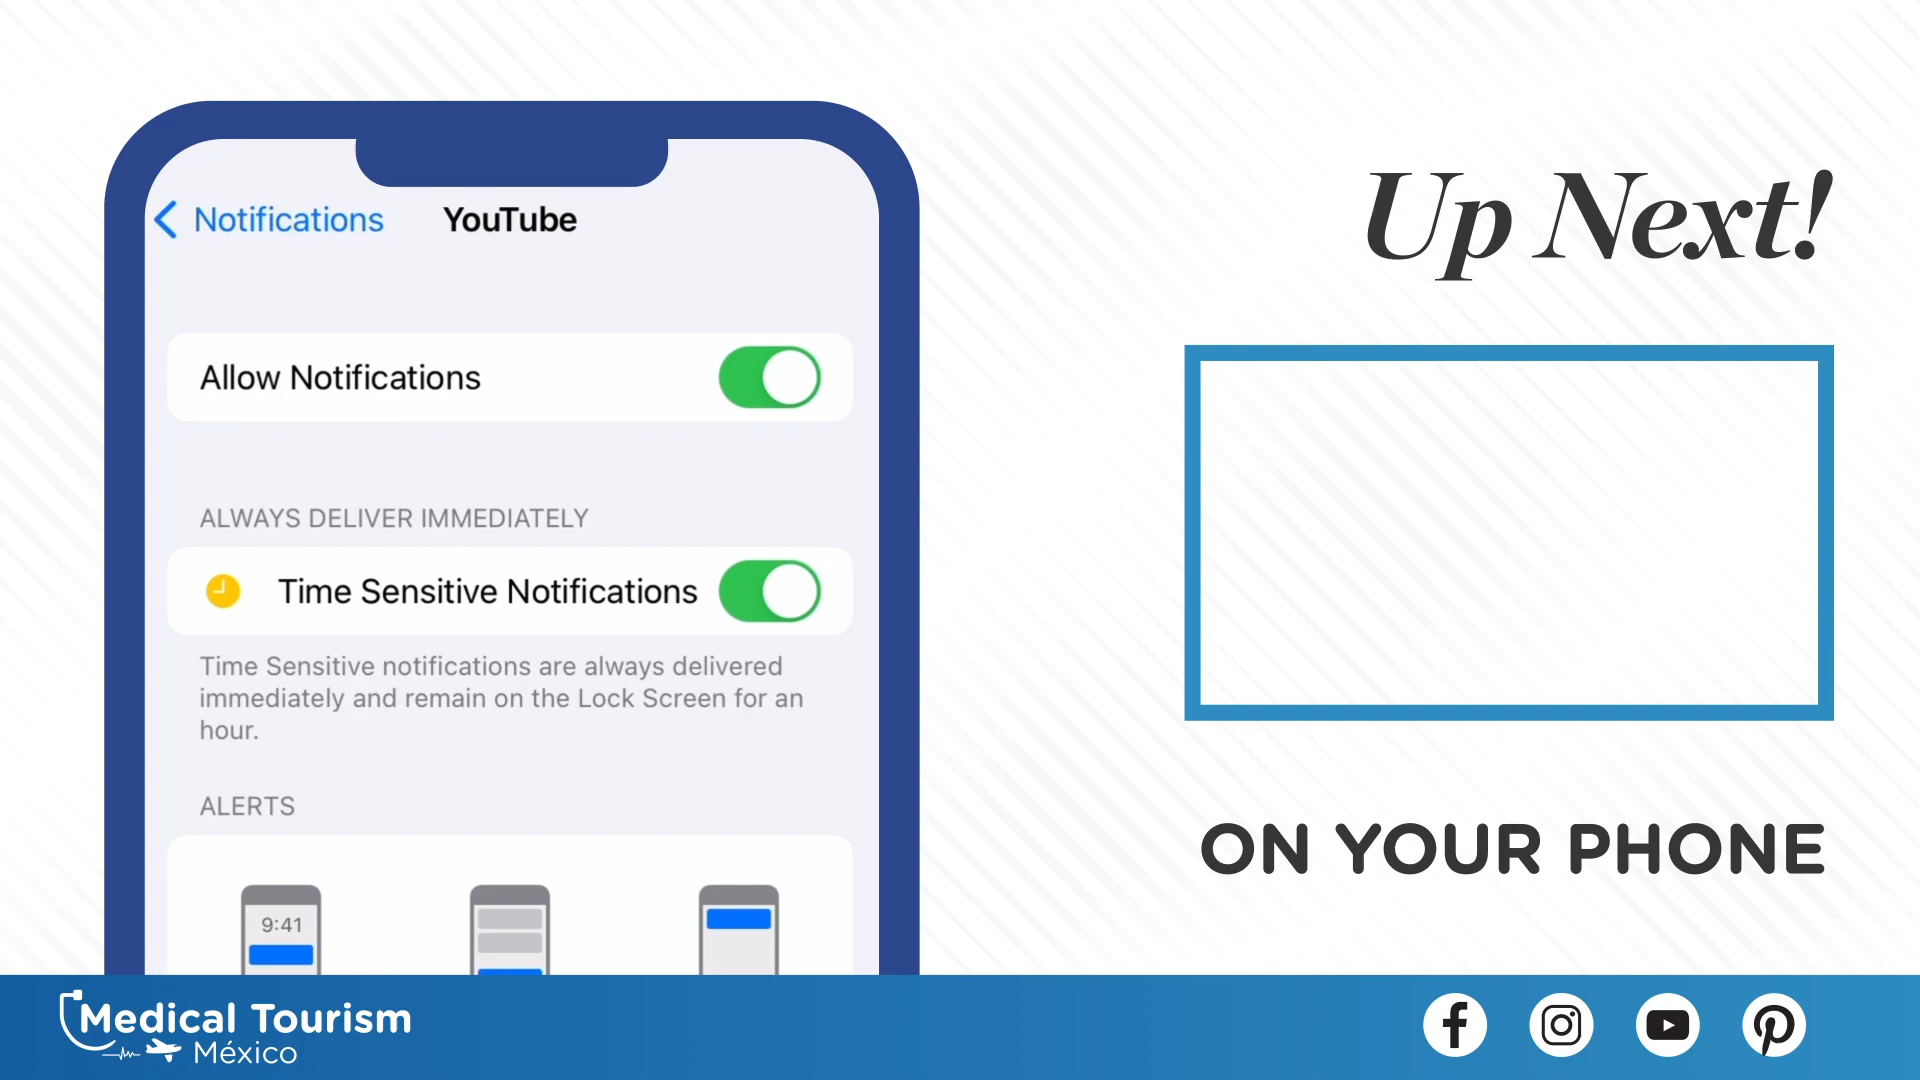 Notifications YouTube
Allow Notifications
ALWAYS DELIVER IMMEDIATELY
Time Sensitive Notifications
Time Sensitive notifications are always delivered
immediately and remain on the Lock Screen for an
hour.
ALERTS
9:41
Up Next!
ON YOUR PHONE
Medical Tourism
México